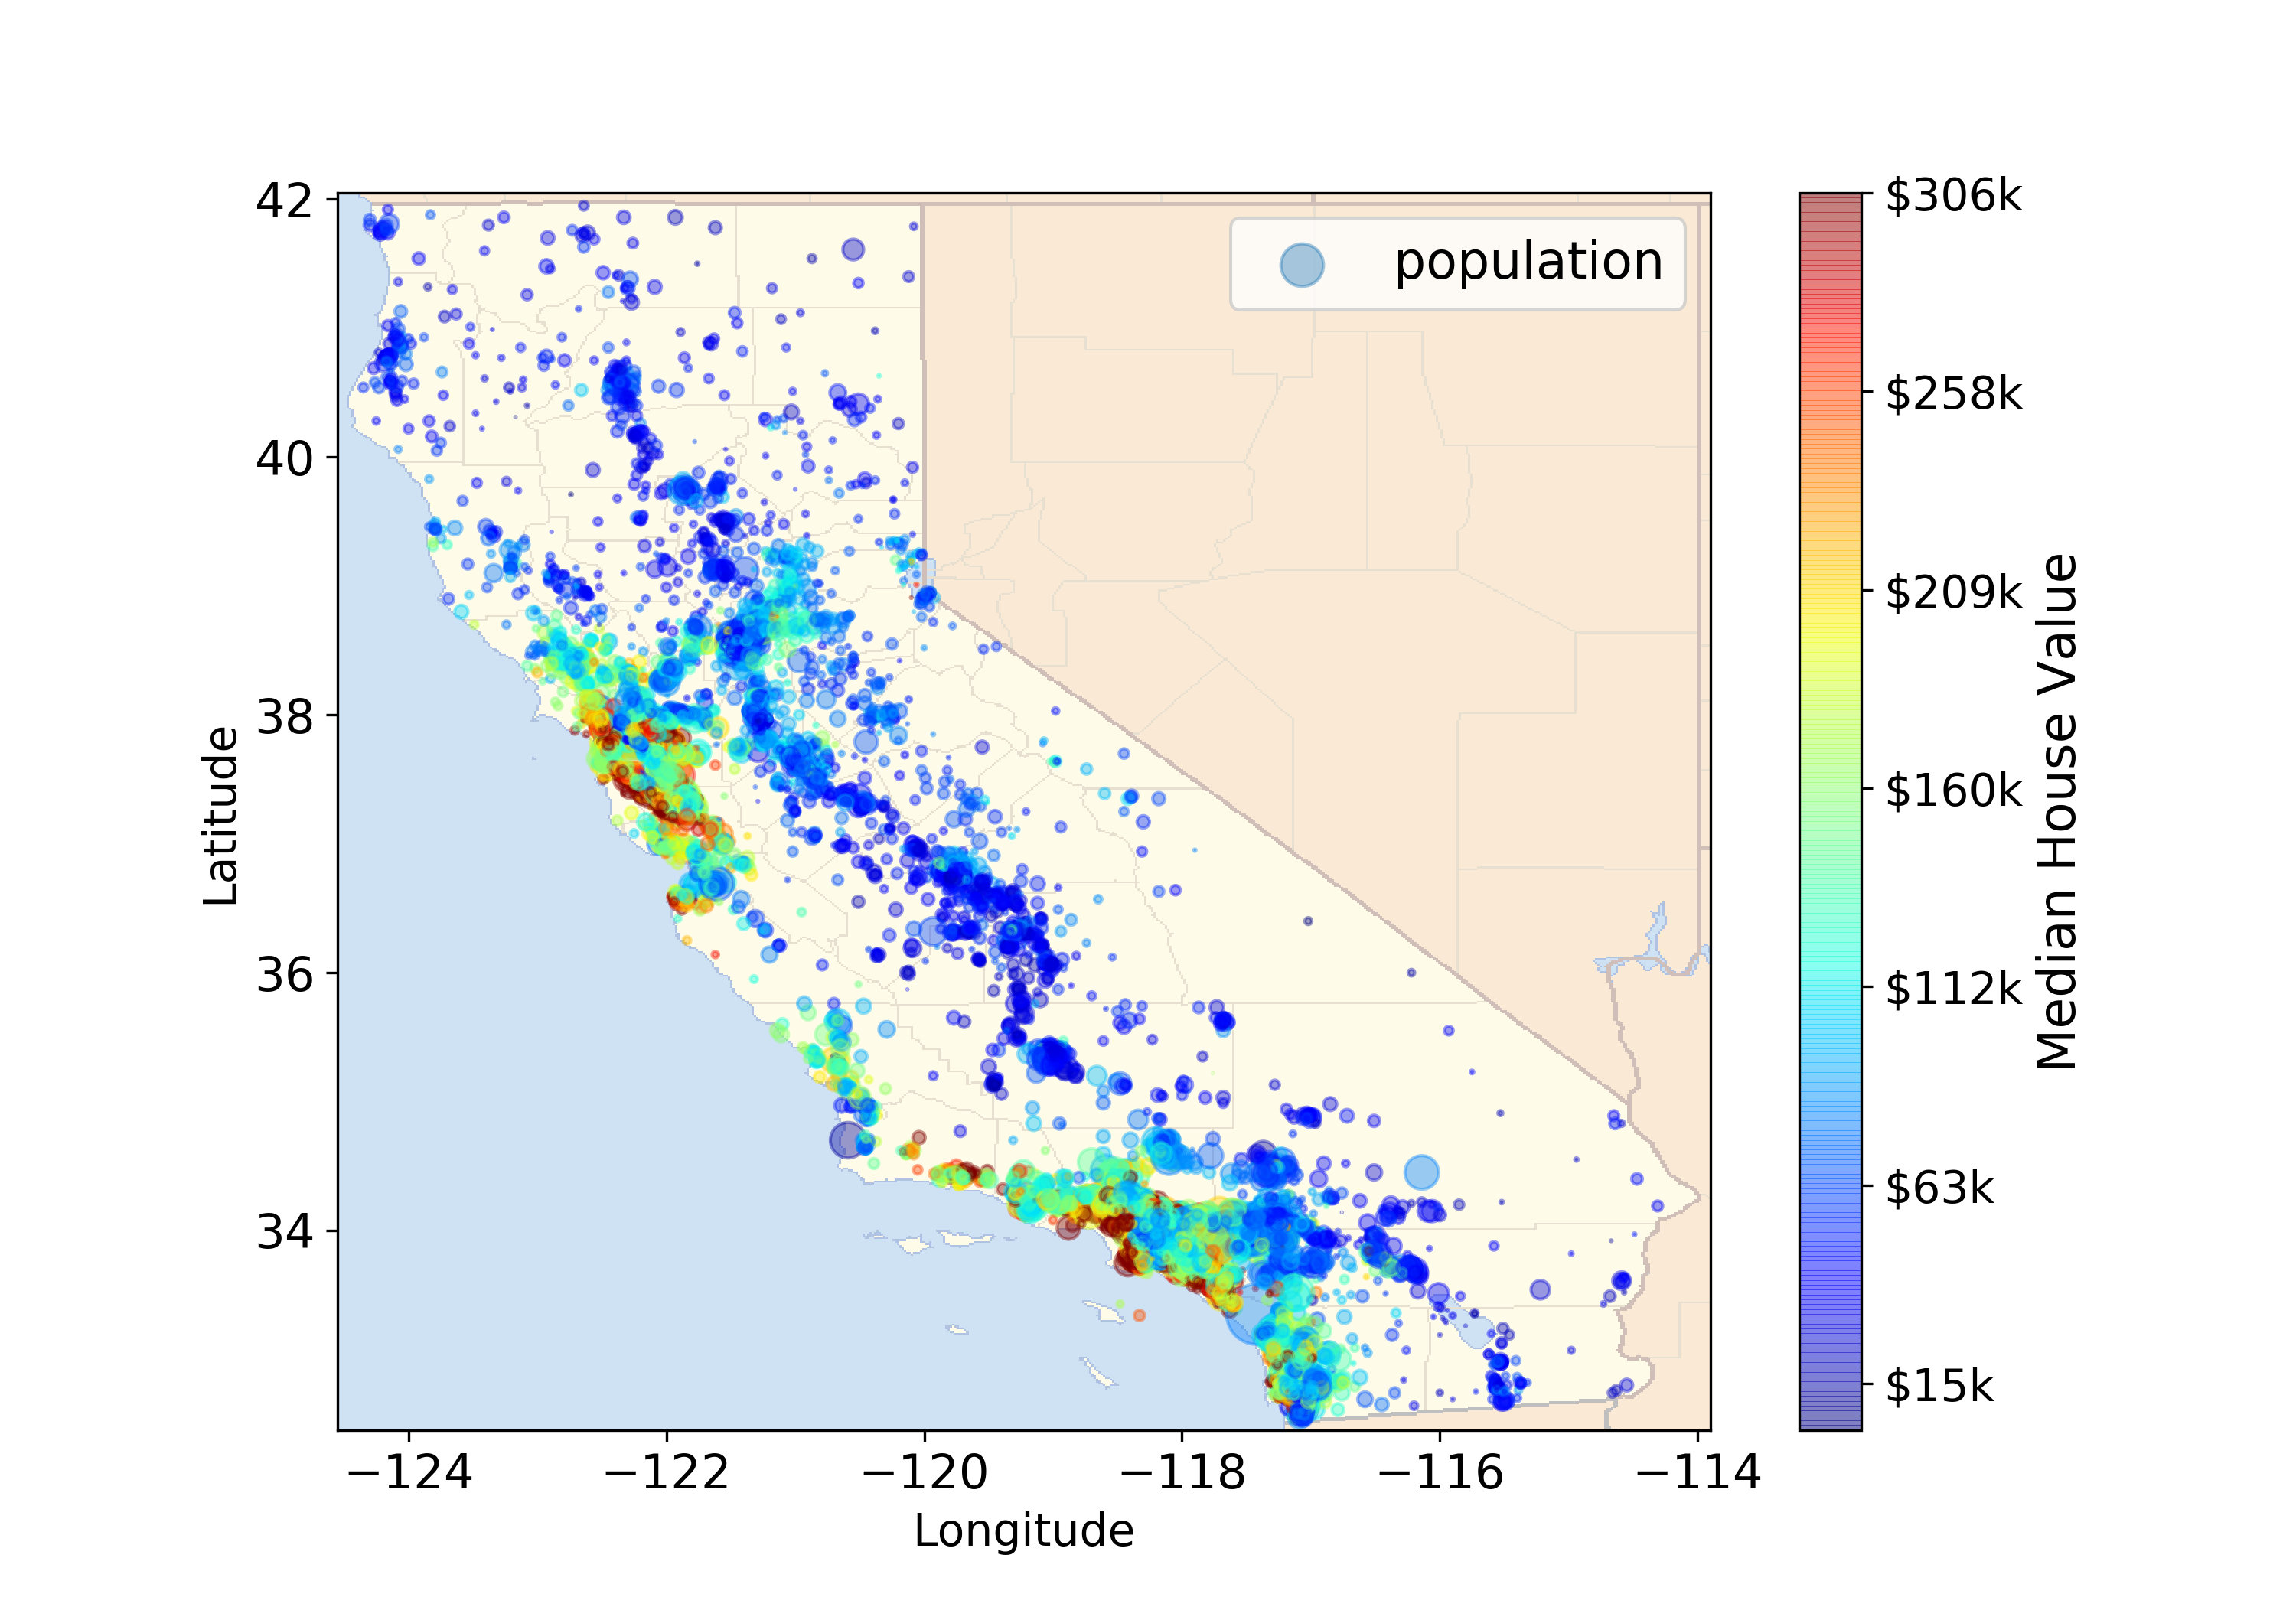 42
40
38
36
34
−124
−122
−120
−118
−116
−114
Longitude
Latitude
population
$306k
$258k
$209k
$160k
$112k
$63k
$15k
Median House Value